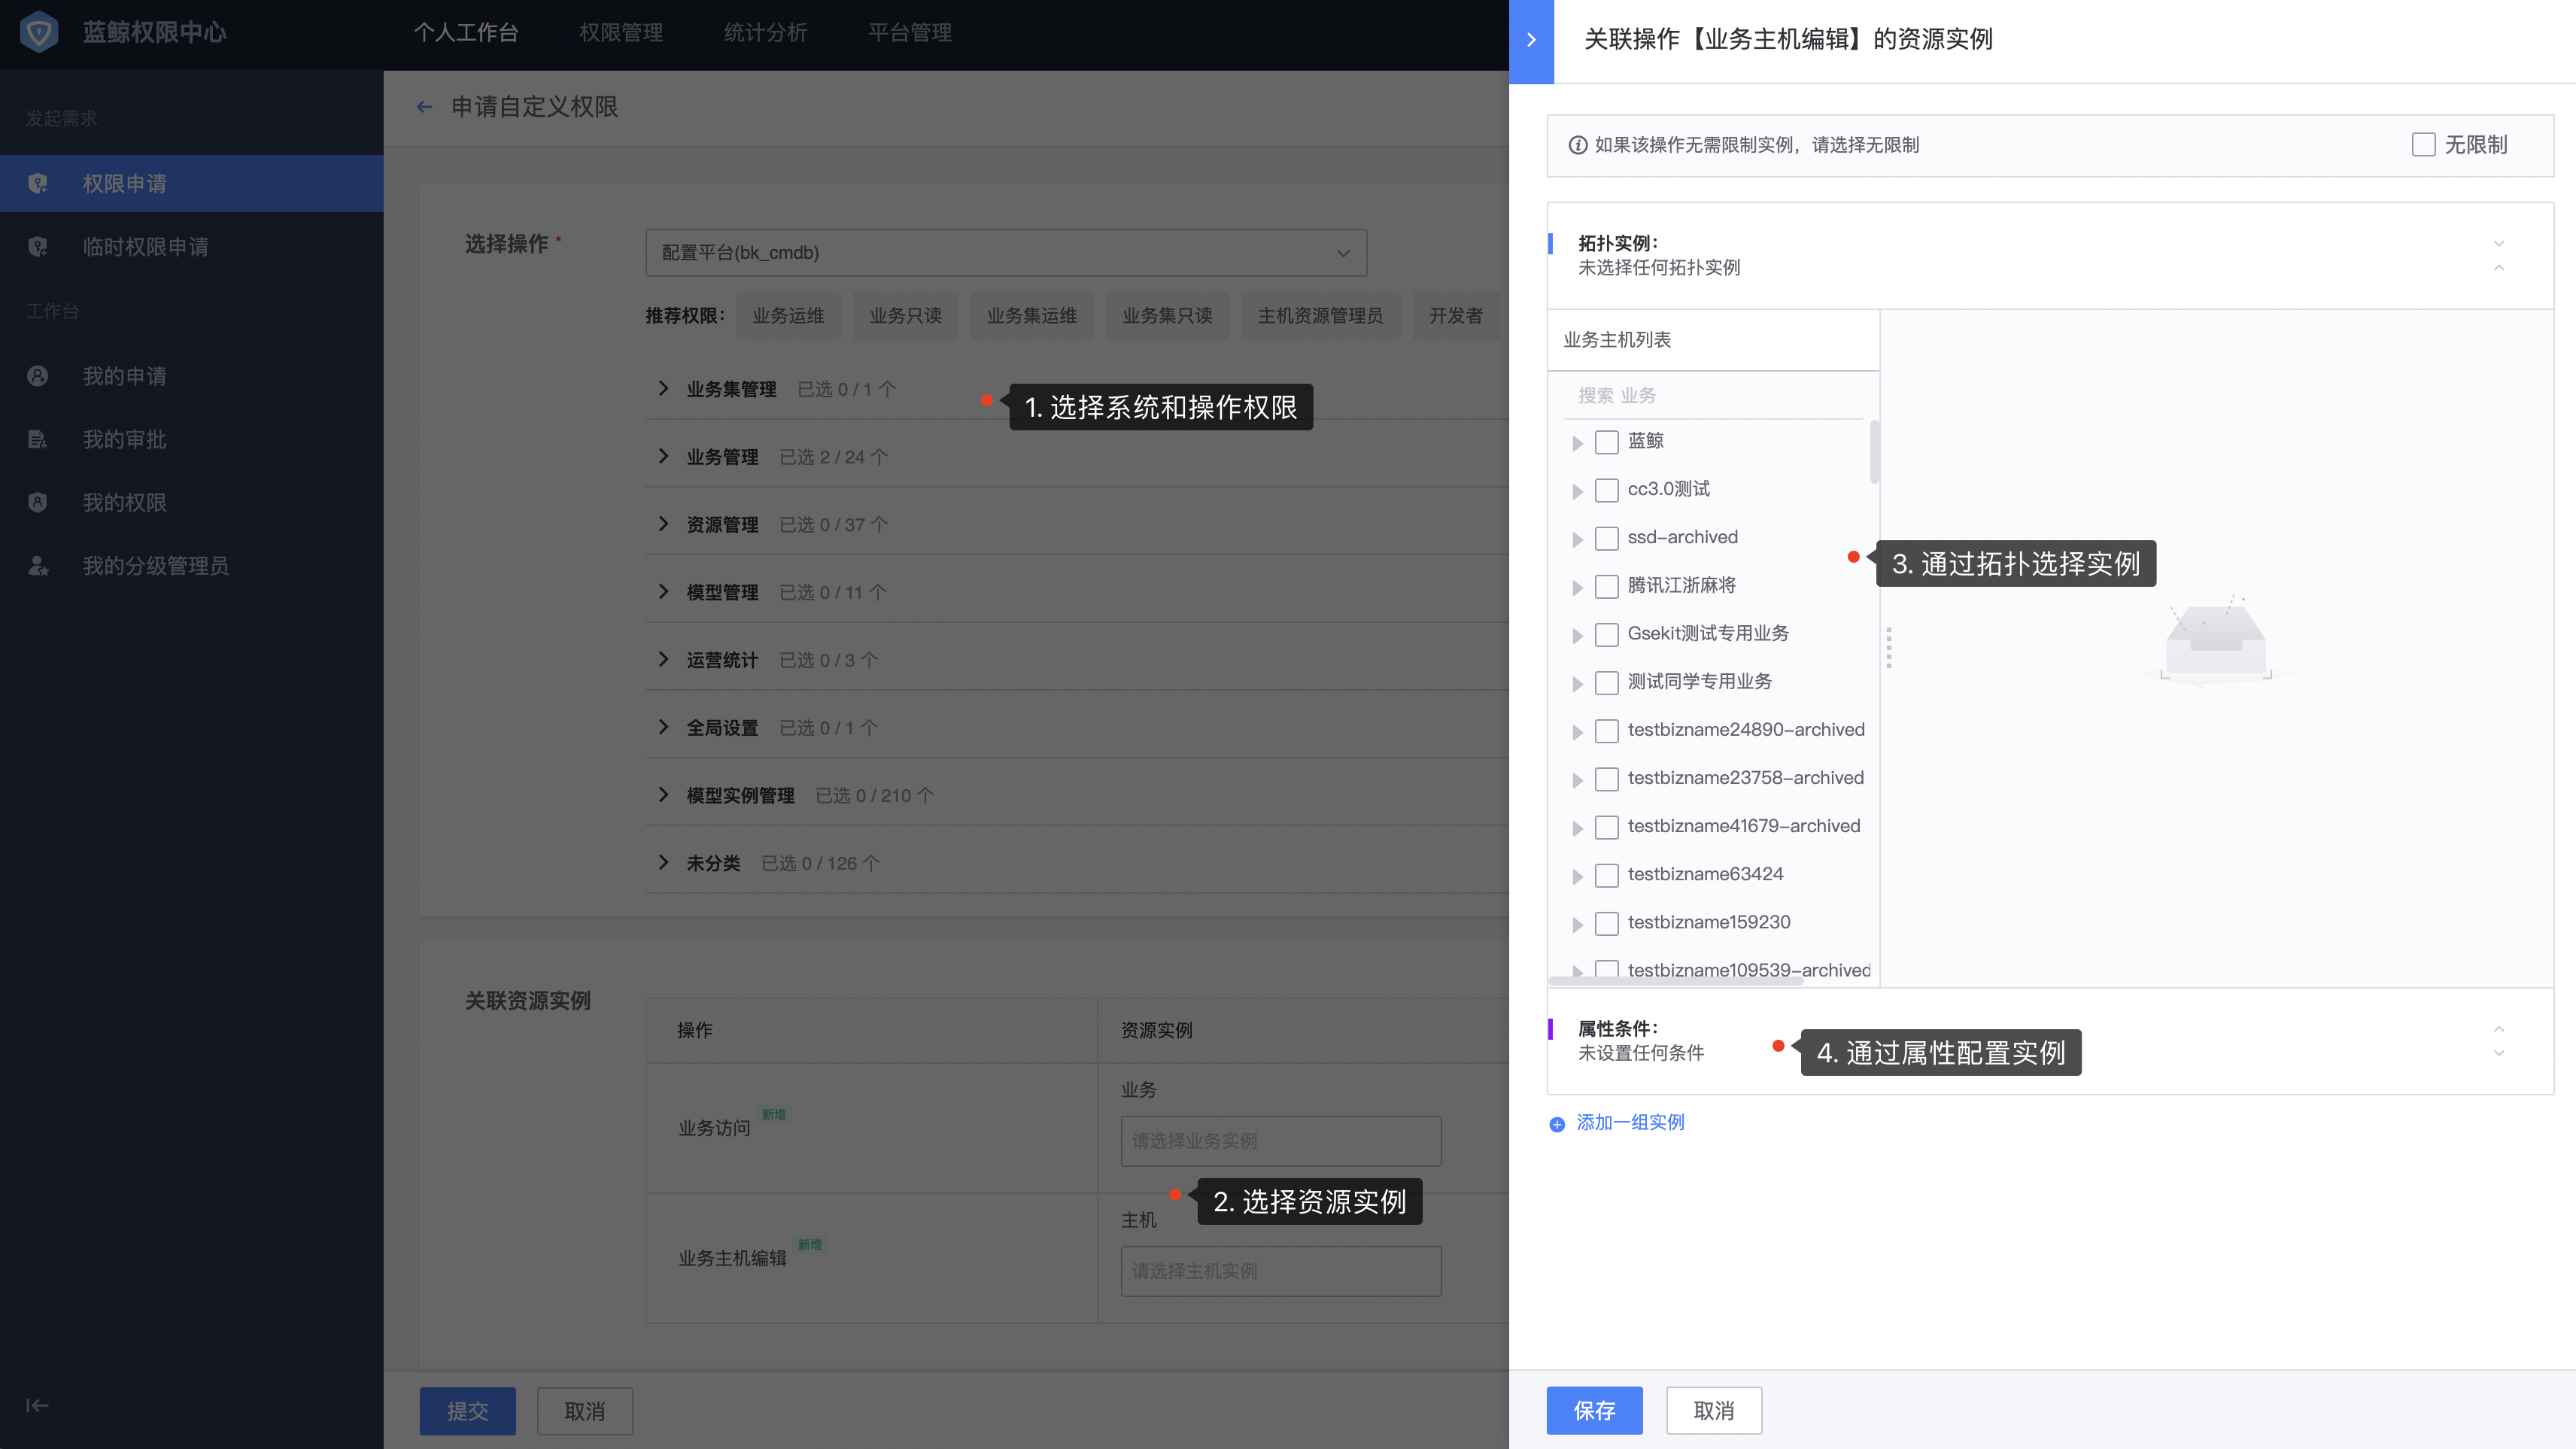 蓝鲸权限中心
个人工作台 权限管理 统计分析 平台管理
发起需求
权限申请
临时权限申请
工作台
我的申请
我的审批
我的权限
我的分级管理员
申请自定义权限
选择操作 *
配置平台(bk_cmdb)
推荐权限： 业务运维 业务只读 业务集运维 业务集只读 主机资源管理员 开发者
业务集管理 已选 0 / 1 个
1. 选择系统和操作权限
业务管理 已选 2 / 24 个
资源管理 已选 0 / 37 个
模型管理 已选 0 / 11 个
运营统计 已选 0 / 3 个
全局设置 已选 0 / 1 个
模型实例管理 已选 0 / 210 个
未分类 已选 0 / 126 个
关联资源实例
操作 资源实例
业务访问 新增
业务
请选择业务实例
2. 选择资源实例
业务主机编辑 新增
主机
请选择主机实例
提交 取消
关联操作【业务主机编辑】的资源实例
如果该操作无需限制实例，请选择无限制
无限制
拓扑实例：
未选择任何拓扑实例
业务主机列表
搜索 业务
蓝鲸
cc3.0测试
ssd-archived
3. 通过拓扑选择实例
腾讯江浙麻将
Gsekit测试专用业务
测试同学专用业务
testbizname24890-archived
testbizname23758-archived
testbizname41679-archived
testbizname63424
testbizname159230
testbizname109539-archived
属性条件：
未设置任何条件
4. 通过属性配置实例
添加一组实例
保存 取消